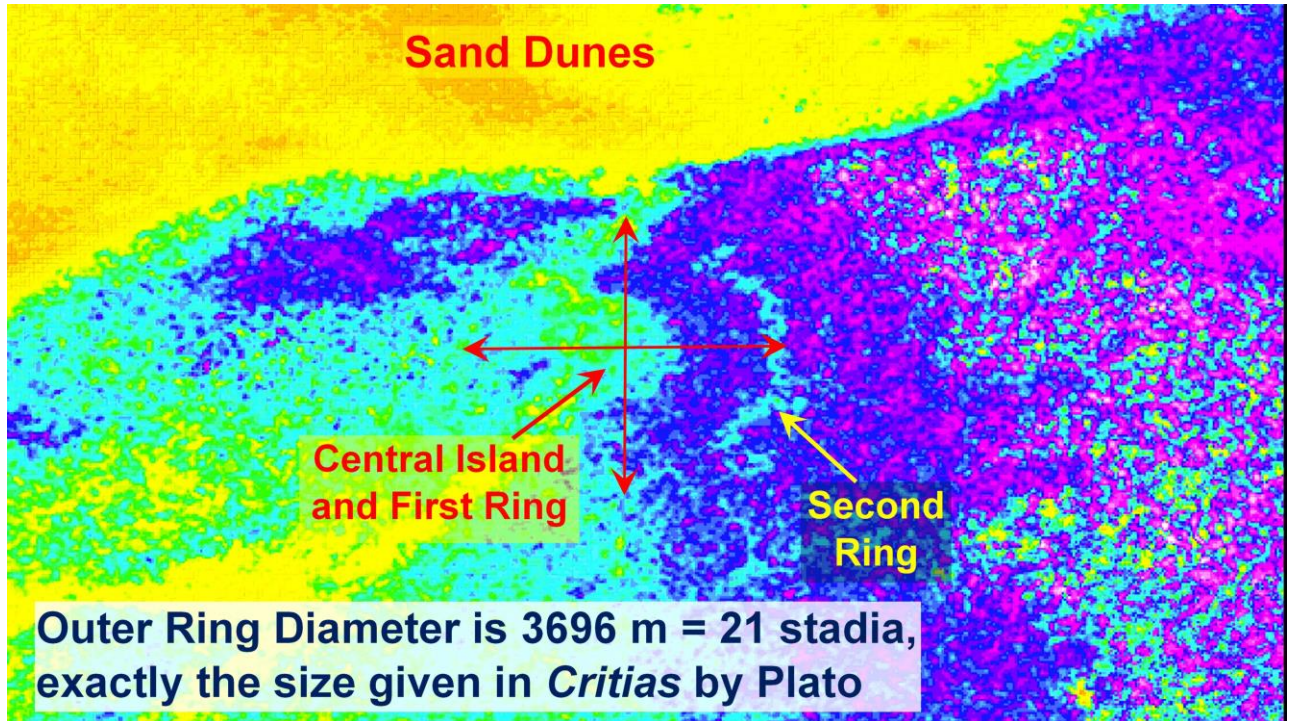 Sand Dunes
Central Island
and First Ring
Second
Ring
Outer Ring Diameter is 3696 m = 21 stadia,
exactly the size given in Critias by Plato